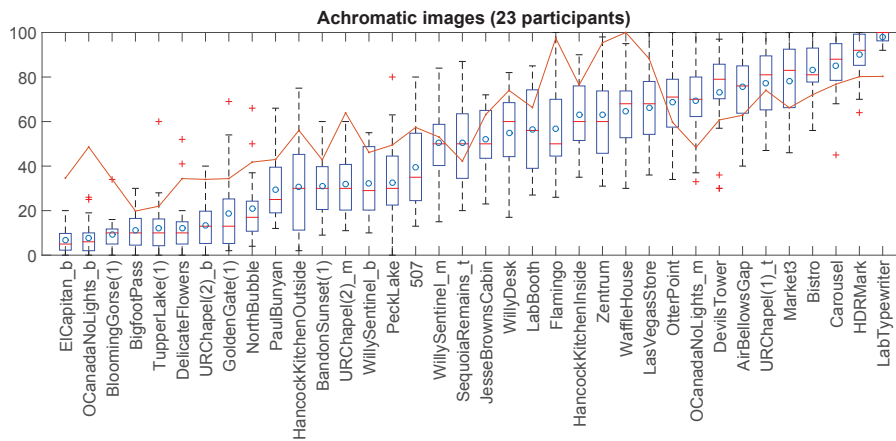 Achromatic images (23 participants)
100
80
60
40
20
0
ElCapitan_b
OCanadaNoLights_b
BloomingGorse(1)
BigfootPass
TupperLake(1)
DelicateFlowers
URChapel(2)_b
GoldenGate(1)
NorthBubble
PaulBunyan
HancockKitchenOutside
BandonSunset(1)
URChapel(2)_m
WillySentinel_b
PeckLake
507
WillySentinel_m
SequoiaRemains_t
JesseBrownsCabin
WillyDesk
LabBooth
Flamingo
HancockKitchenInside
Zentrum
WaffleHouse
LasVegasStore
OtterPoint
OCanadaNoLights_m
DevilsTower
AirBellowsGap
URChapel(1)_t
Market3
Bistro
Carousel
HDRMark
LabTypewriter